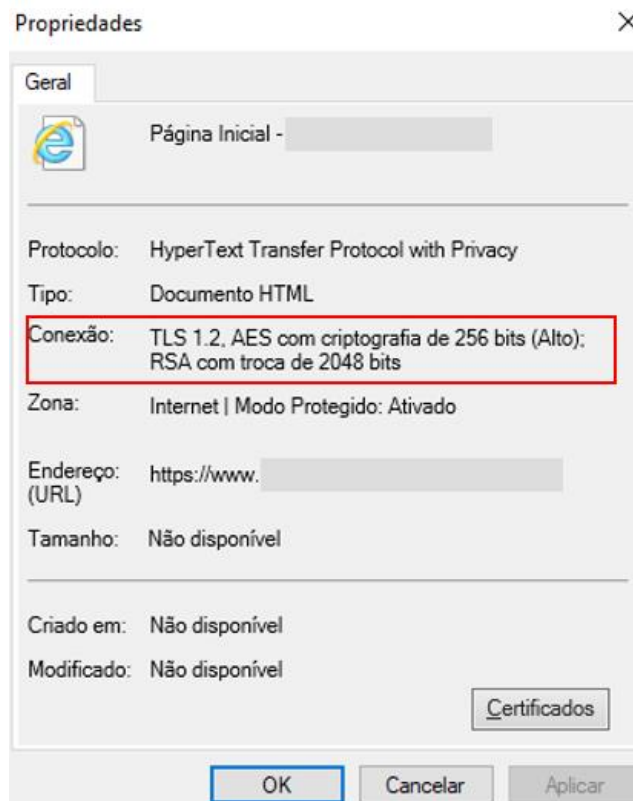 Propriedades
Geral
Página Inicial -
Protocolo: HyperText Transfer Protocol with Privacy
Tipo: Documento HTML
Conexão: TLS 1.2, AES com criptografia de 256 bits (Alto);
RSA com troca de 2048 bits
Zona: Internet | Modo Protegido: Ativado
Endereço: https://www.
(URL)
Tamanho: Não disponível
Criado em: Não disponível
Modificado: Não disponível
Certificados
OK Cancelar Aplicar